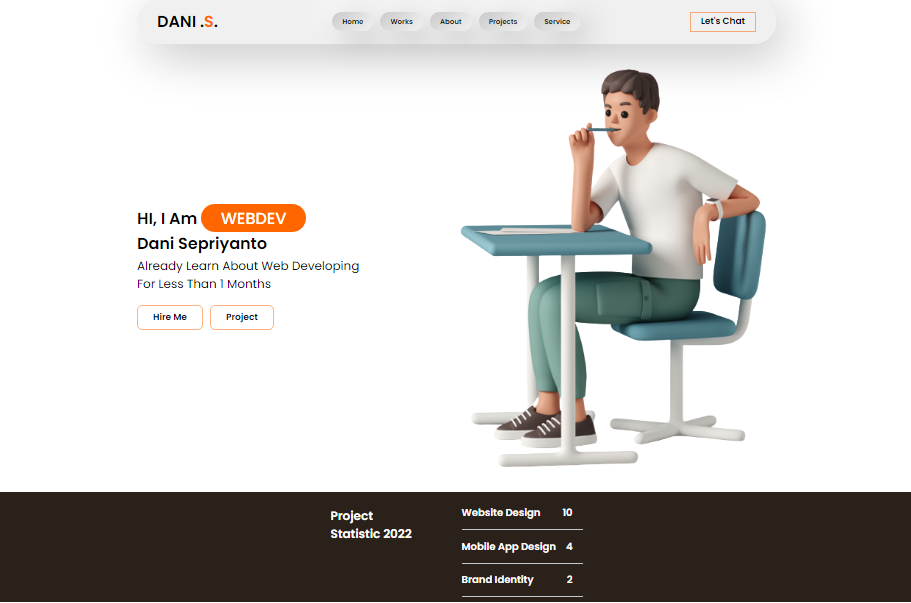 DANI .S.
Home
Works
About
Projects
Service
Let's Chat
HI, I Am WEBDEV
Dani Sepriyanto
Already Learn About Web Developing
For Less Than 1 Months
Hire Me
Project
Project
Statistic 2022
Website Design 10
Mobile App Design 4
Brand Identity 2